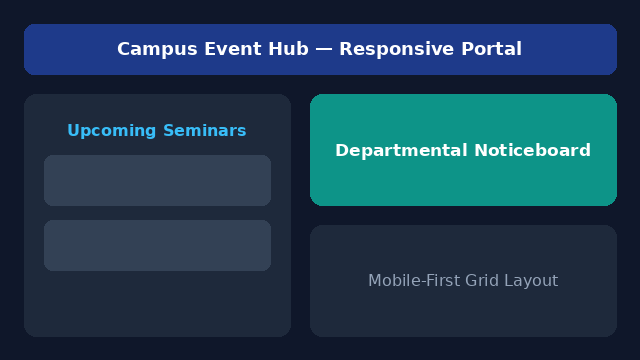 Campus Event Hub — Responsive Portal
Upcoming Seminars
Departmental Noticeboard
Mobile-First Grid Layout